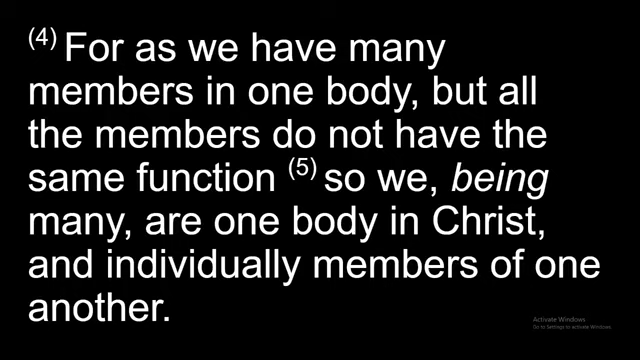 (4) For as we have many
members in one body, but all
the members do not have the
same function (5) so we, being
many, are one body in Christ,
and individually members of one
another.
Activate Windows
Go to Settings to activate Windows.